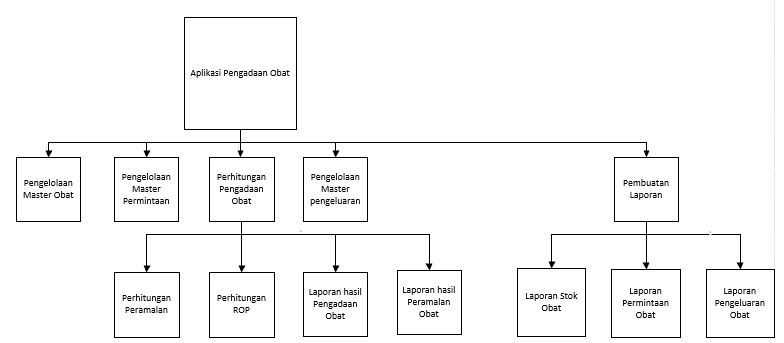 Aplikasi Pengadaan Obat
Pengelolaan
Master Obat
Pengelolaan
Master
Permintaan
Perhitungan
Pengadaan
Obat
Pengelolaan
Master
pengeluaran
Pembuatan
Laporan
Perhitungan
Peramalan
Perhitungan
ROP
Laporan hasil
Pengadaan
Obat
Laporan hasil
Peramalan
Obat
Laporan Stok
Obat
Laporan
Permintaan
Obat
Laporan
Pengeluaran
Obat